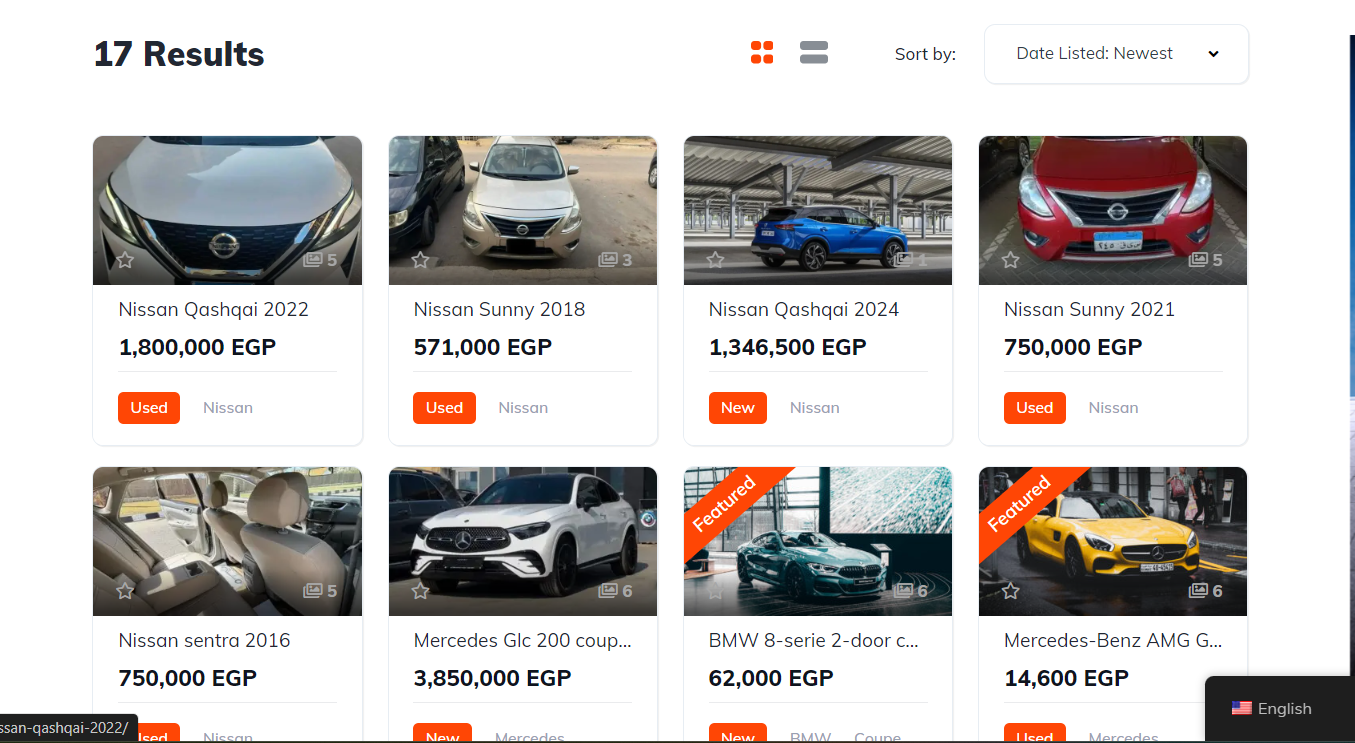 17 Results
Sort by:
Date Listed: Newest
5
3
1
5
Nissan Qashqai 2022
Nissan Sunny 2018
Nissan Qashqai 2024
Nissan Sunny 2021
1,800,000 EGP
571,000 EGP
1,346,500 EGP
750,000 EGP
Used Nissan
Used Nissan
New Nissan
Used Nissan
Featured
Featured
5
6
6
6
Nissan sentra 2016
Mercedes Glc 200 coup...
BMW 8-serie 2-door c...
Mercedes-Benz AMG G...
750,000 EGP
3,850,000 EGP
62,000 EGP
14,600 EGP
Used Nissan
New Mercedes
New BMW Coupe
Used Mercedes
ssan-qashqai-2022/
English